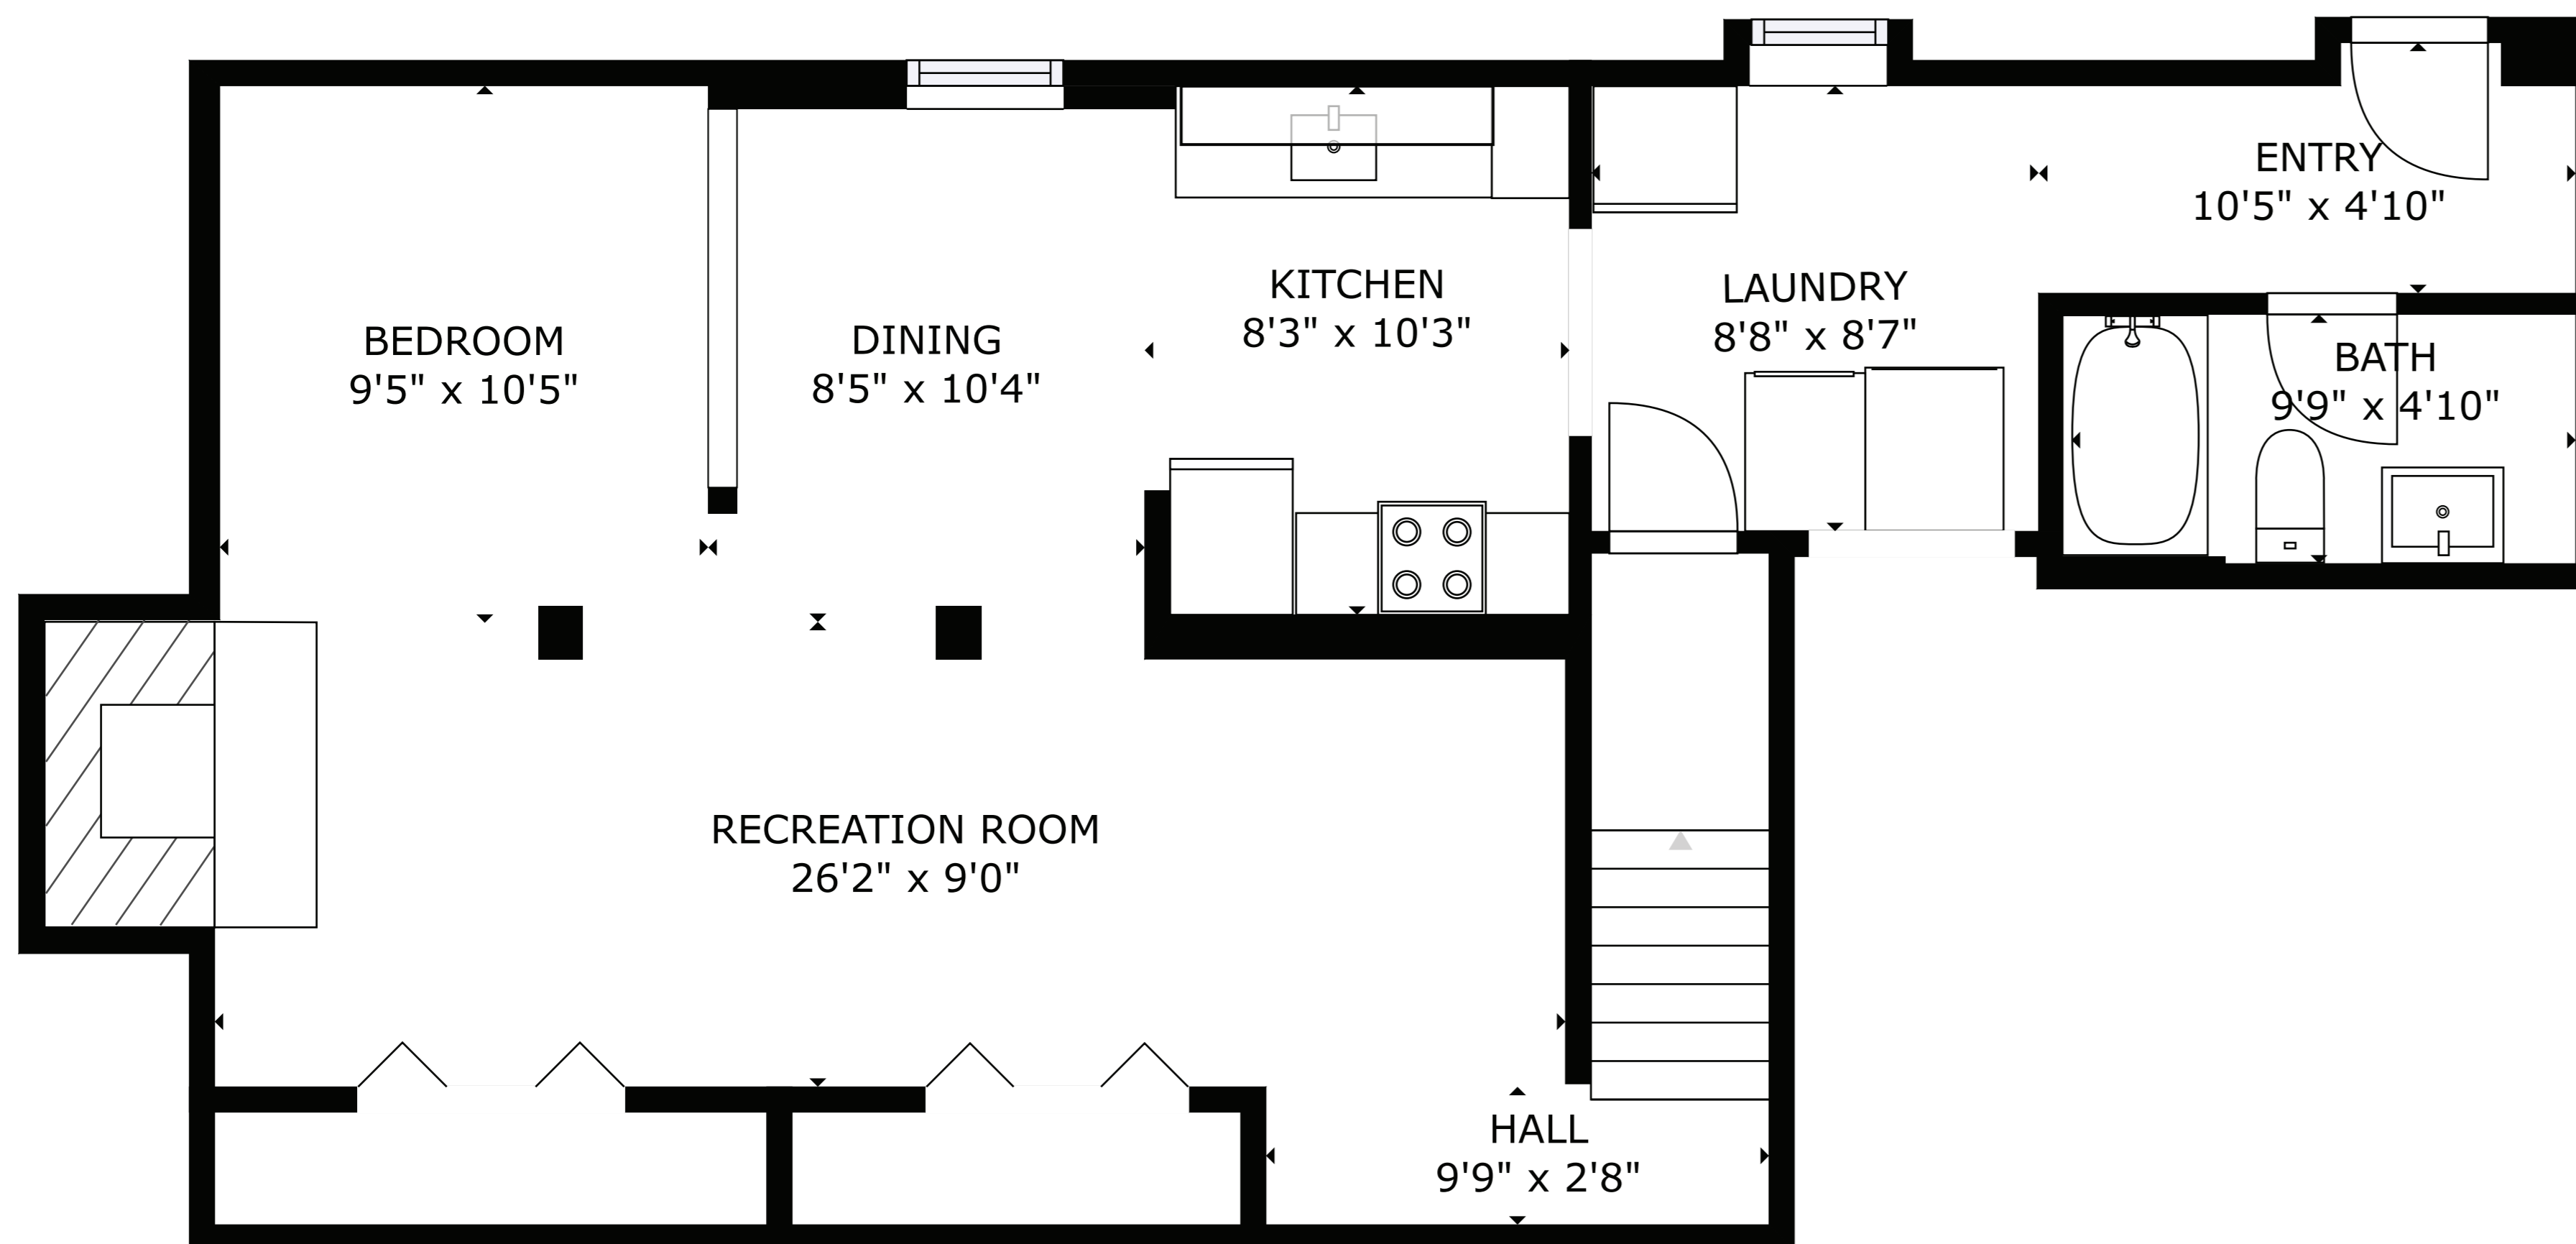 ENTRY
10'5" x 4'10"
KITCHEN
8'3" x 10'3"
LAUNDRY
8'8" x 8'7"
BEDROOM
9'5" x 10'5"
DINING
8'5" x 10'4"
BATH
9'9" x 4'10"
RECREATION ROOM
26'2" x 9'0"
HALL
9'9" x 2'8"